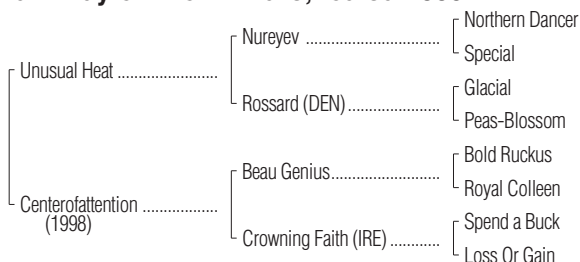 Northern Dancer
Nureyev
Special
Unusual Heat
Glacial
Rossard (DEN)
Peas-Blossom
Bold Ruckus
Beau Genius
Royal Colleen
Centerofattention
(1998)
Spend a Buck
Crowning Faith (IRE)
Loss Or Gain